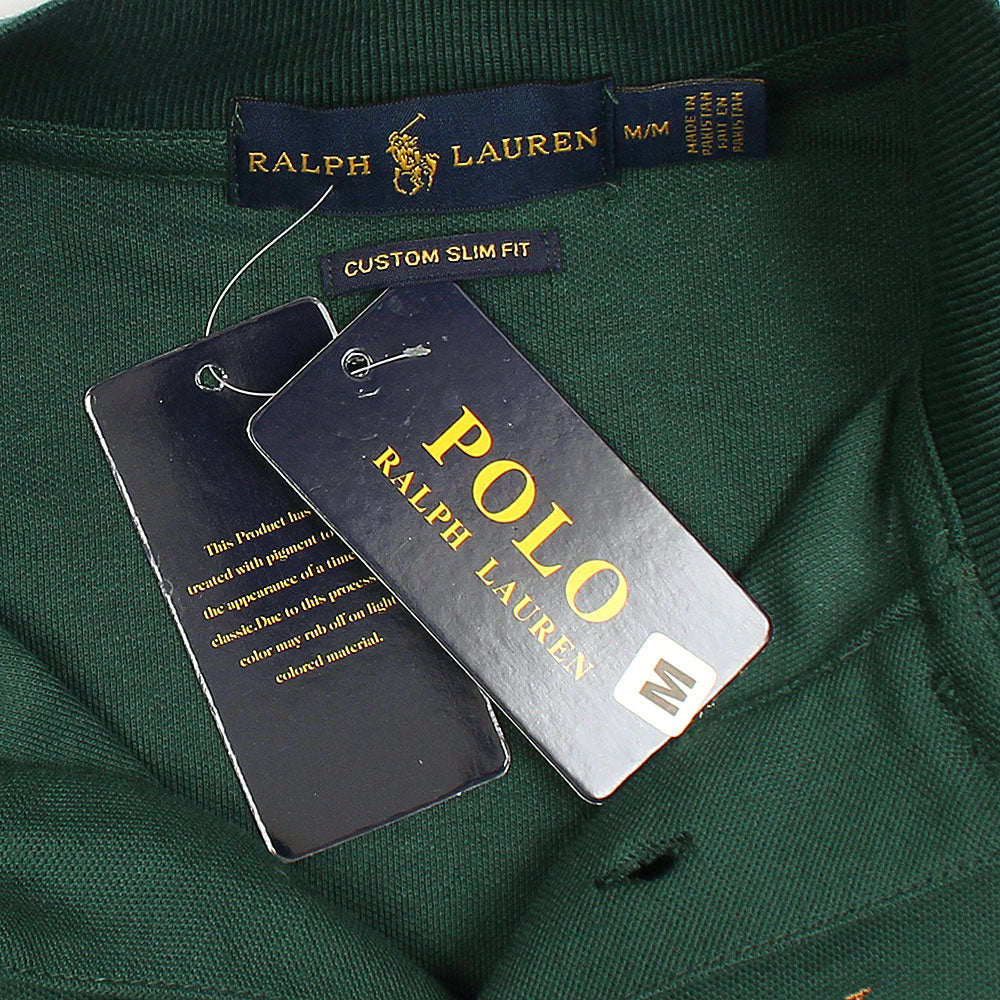 RALPH LAUREN
M/M
MADE IN
PAKISTAN
FAIT EN
PAKISTAN
CUSTOM SLIM FIT
This Product has
treated with pigment to
the appearance of a time
classic.Due to this process
color may rub off on light
colored material.
POLO
RALPH LAUREN
M